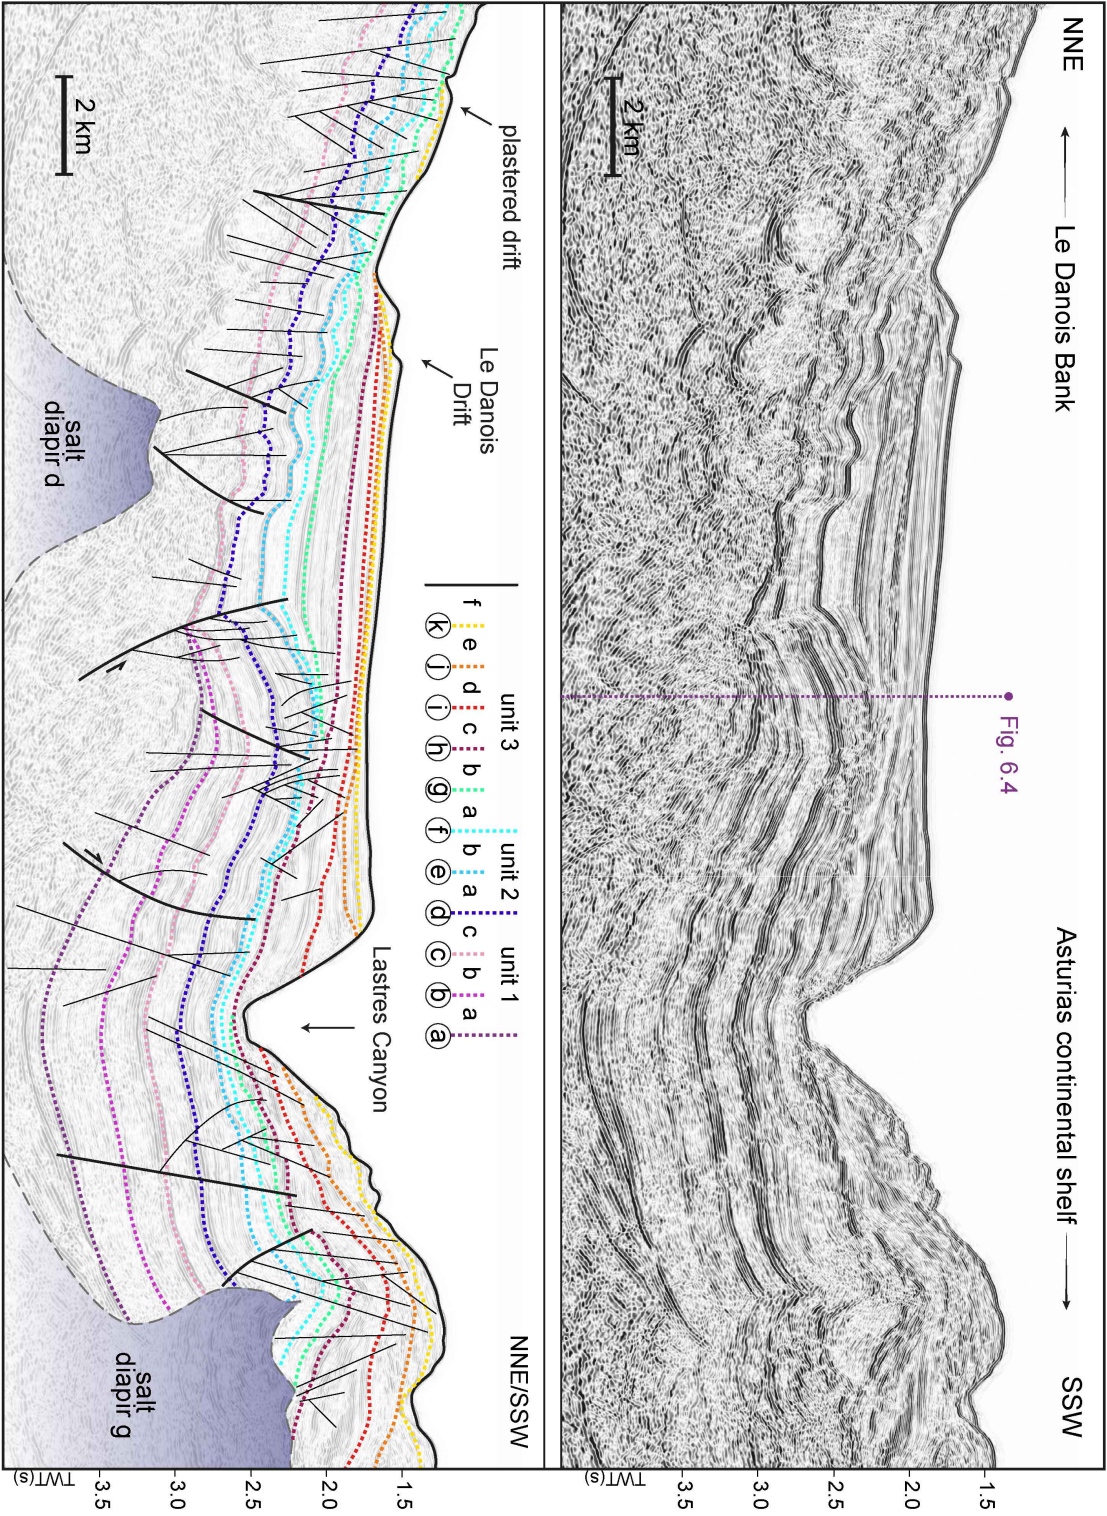 NNE
Le Danois Bank
Asturias continental shelf
SSW
2 km
Fig. 6.4
1.5
2.0
2.5
3.0
3.5
TWT(s)
NNE/SSW
plastered drift
Le Danois
Drift
Lastres Canyon
2 km
unit 3
unit 2
unit 1
f e d c b a b a c b a
k j i h g f e d c b a
salt
diapir d
salt
diapir g
1.5
2.0
2.5
3.0
3.5
TWT(s)